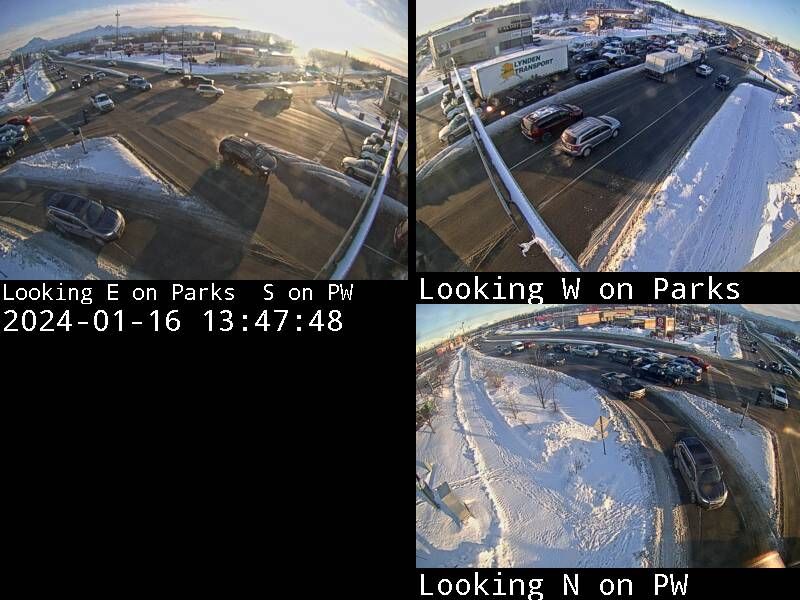 LYNDEN
TRANSPORT
Looking E on Parks  S on PW
2024-01-16 13:47:48
Looking W on Parks
Looking N on PW